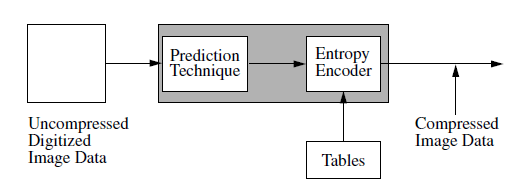 Prediction
Technique
Entropy
Encoder
Uncompressed
Digitized
Image Data
Compressed
Image Data
Tables